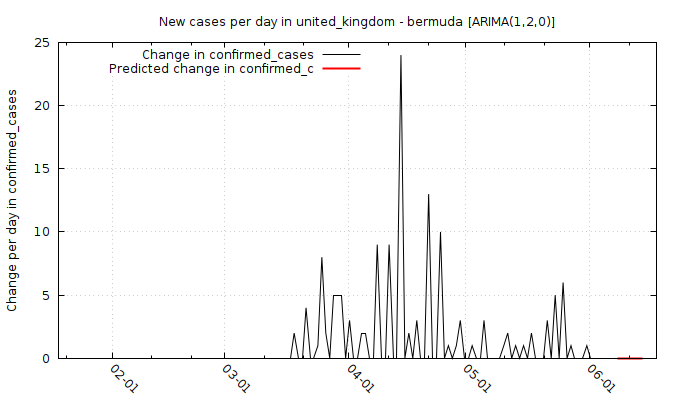 New cases per day in united_kingdom - bermuda [ARIMA(1,2,0)]
Change in confirmed_cases
Predicted change in confirmed_c
Change per day in confirmed_cases
25
20
15
10
5
0
02-01
03-01
04-01
05-01
06-01